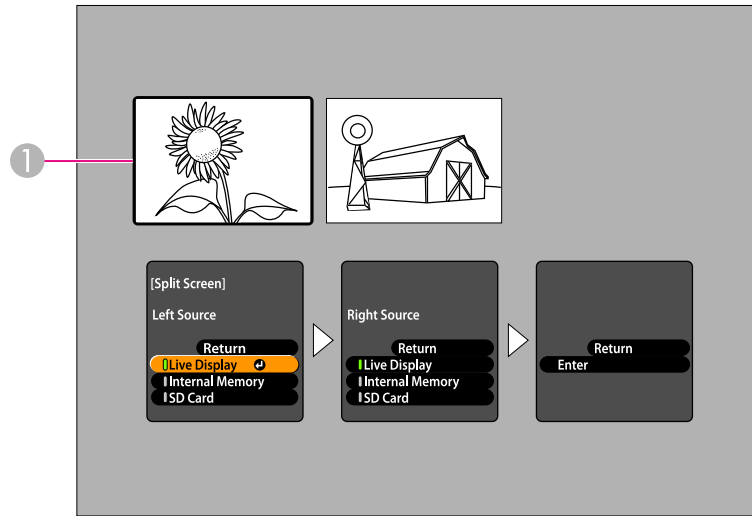 1
[Split Screen]
Left Source
Return
Live Display
Internal Memory
SD Card
Right Source
Return
Live Display
Internal Memory
SD Card
Return
Enter